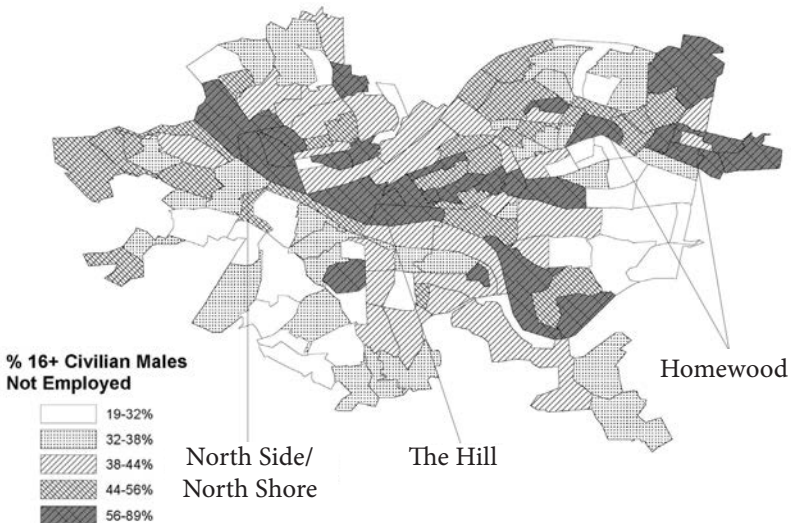 Homewood
% 16+ Civilian Males
Not Employed
19-32%
32-38%
38-44%
44-56%
56-89%
North Side/
North Shore
The Hill